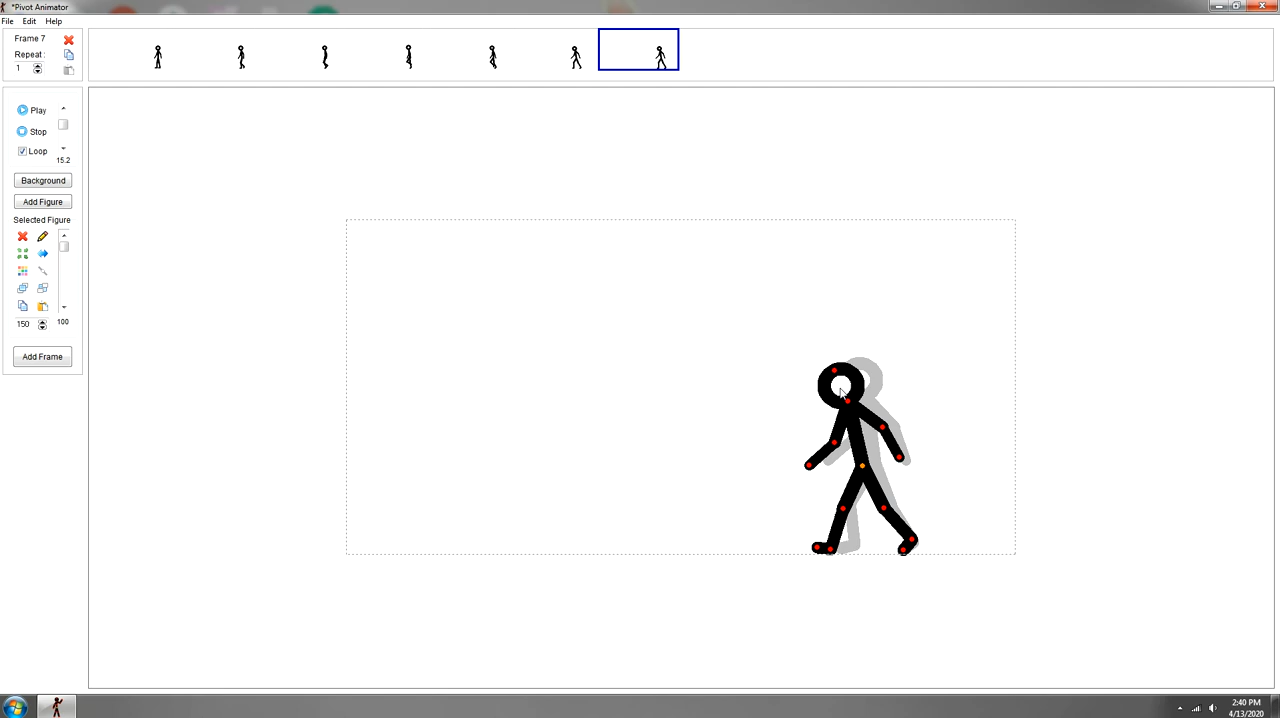 *Pivot Animator
File Edit Help
Frame 7
Repeat :
1
Play
Stop
Loop
15.2
Background
Add Figure
Selected Figure
150
100
Add Frame
2:40 PM
4/13/2020